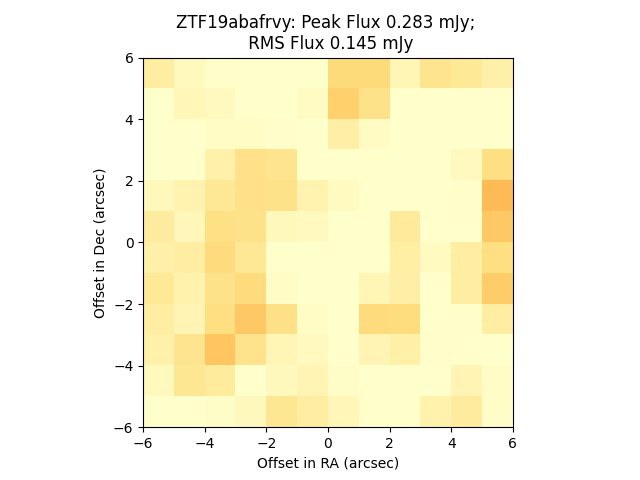 ZTF19abafrvy: Peak Flux 0.283 mJy;
RMS Flux 0.145 mJy
6
4
2
0
−2
−4
−6
Offset in Dec (arcsec)
−6 −4 −2 0 2 4 6
Offset in RA (arcsec)